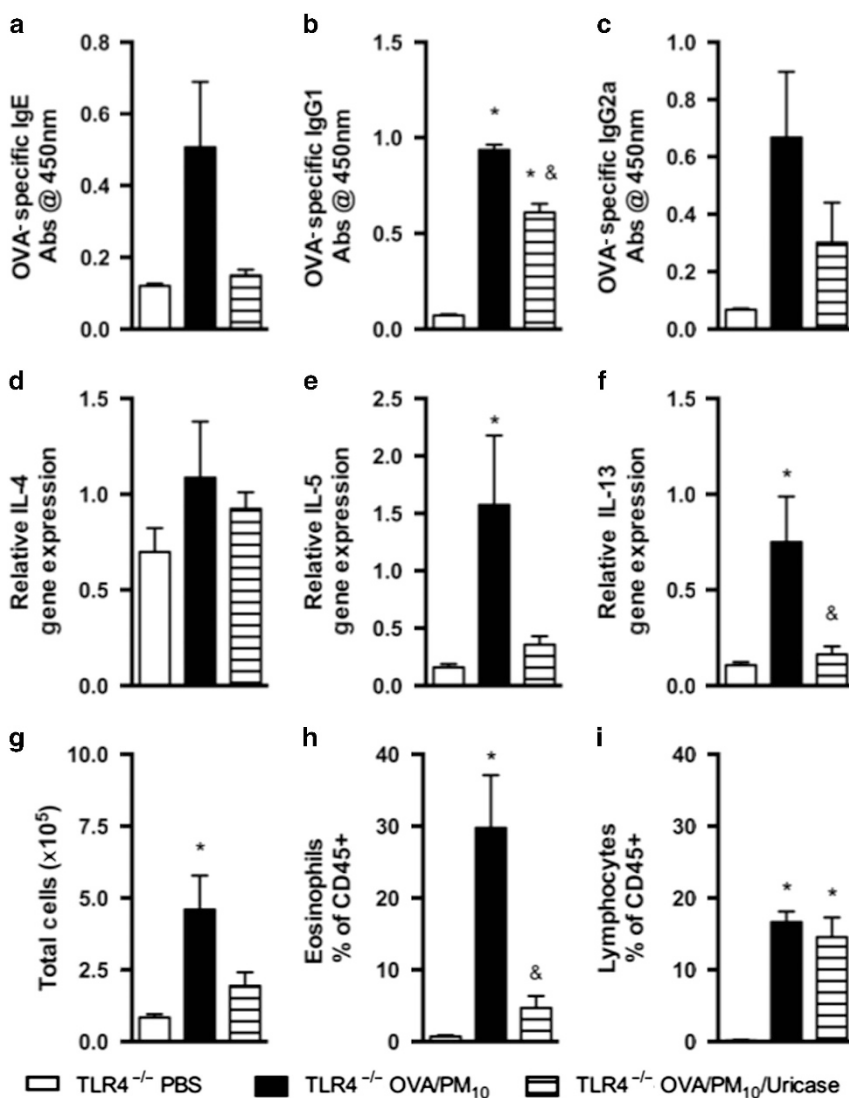 a
OVA-specific IgE
Abs @ 450nm
0.8
0.6
0.4
0.2
0.0
b
OVA-specific IgG1
Abs @ 450nm
1.5
1.0
0.5
0.0
*
* &
c
OVA-specific IgG2a
Abs @ 450nm
1.0
0.8
0.6
0.4
0.2
0.0
d
Relative IL-4
gene expression
1.5
1.0
0.5
0.0
e
Relative IL-5
gene expression
2.5
2.0
1.5
1.0
0.5
0.0
*
f
Relative IL-13
gene expression
1.5
1.0
0.5
0.0
*
&
g
Total cells (×10⁵)
10.0
7.5
5.0
2.5
0.0
*
h
Eosinophils
% of CD45+
40
30
20
10
0
*
&
i
Lymphocytes
% of CD45+
40
30
20
10
0
*
*
TLR4⁻/⁻ PBS
TLR4⁻/⁻ OVA/PM₁₀
TLR4⁻/⁻ OVA/PM₁₀/Uricase